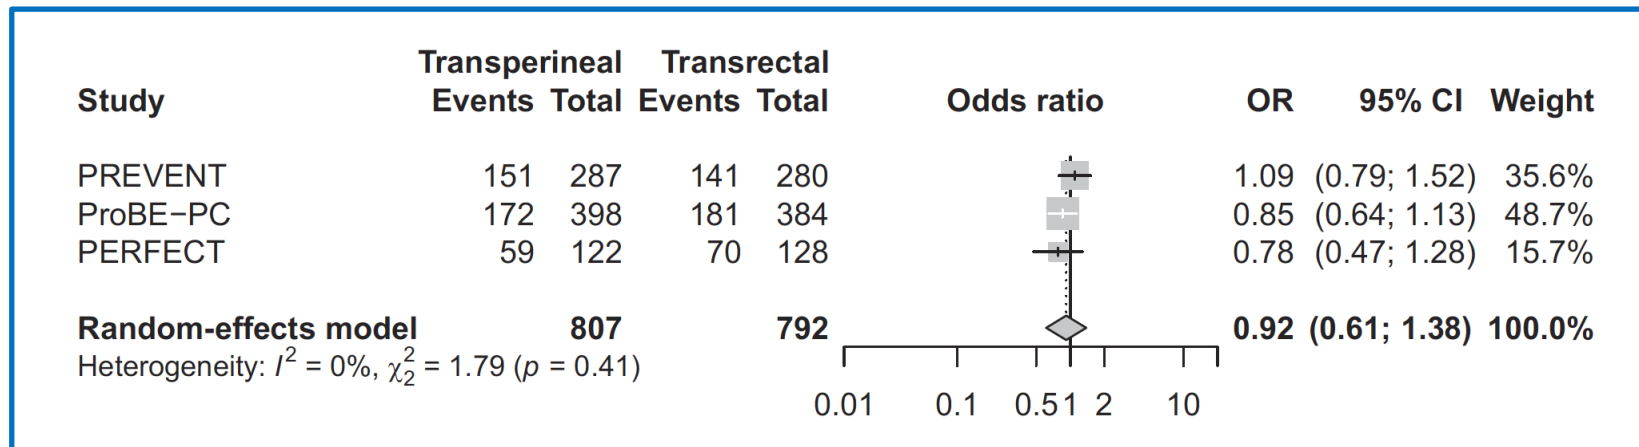 Transperineal Transrectal
Study Events Total Events Total Odds ratio OR 95% CI Weight
PREVENT 151 287 141 280 1.09 (0.79; 1.52) 35.6%
ProBE−PC 172 398 181 384 0.85 (0.64; 1.13) 48.7%
PERFECT 59 122 70 128 0.78 (0.47; 1.28) 15.7%
Random-effects model 807 792 0.92 (0.61; 1.38) 100.0%
Heterogeneity: I² = 0%, χ²₂ = 1.79 (p = 0.41)
0.01 0.1 0.5 1 2 10